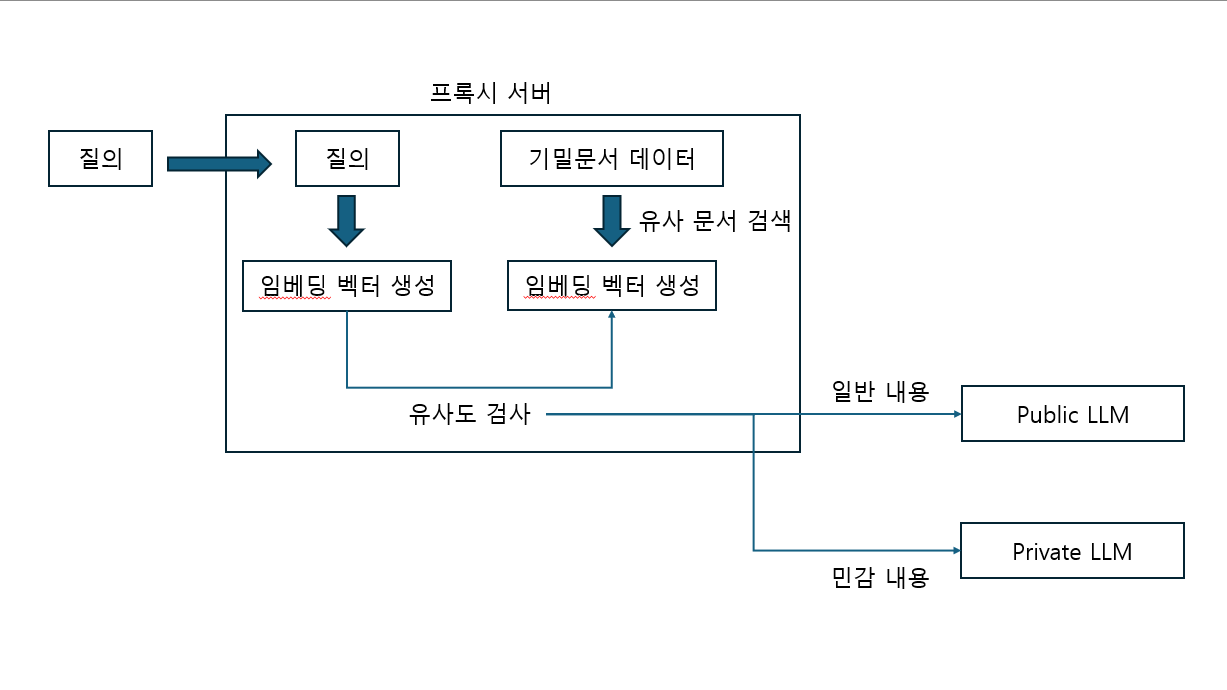 프록시 서버
질의
질의
기밀문서 데이터
유사 문서 검색
임베딩 벡터 생성
임베딩 벡터 생성
유사도 검사
일반 내용
Public LLM
Private LLM
민감 내용